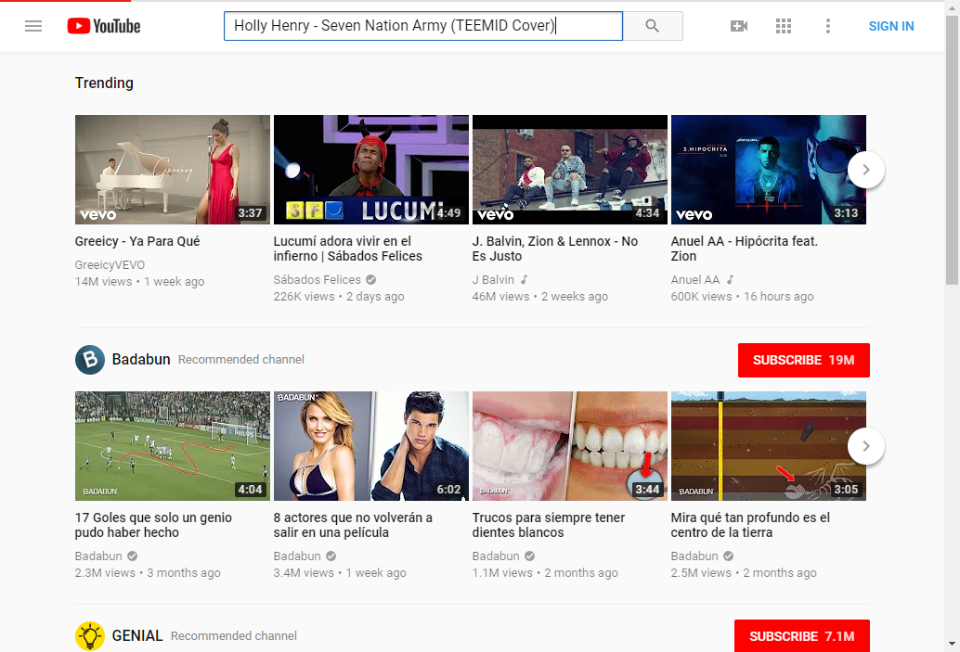 YouTube
Holly Henry - Seven Nation Army (TEEMID Cover)
SIGN IN
Trending
vevo
Greeicy
3:37
SFC
LUCUMÍ
4:49
vevo
4:34
3.HIPOCRITA
vevo
3:13
Greeicy - Ya Para Qué
GreeicyVEVO
14M views • 1 week ago
Lucumí adora vivir en el
infierno | Sábados Felices
Sábados Felices
226K views • 2 days ago
J. Balvin, Zion & Lennox - No
Es Justo
J Balvin
46M views • 2 weeks ago
Anuel AA - Hipócrita feat.
Zion
Anuel AA
600K views • 16 hours ago
B
Badabun Recommended channel
SUBSCRIBE 19M
BADABUN
4:04
BADABUN
6:02
BADABUN
3:44
BADABUN
3:05
17 Goles que solo un genio
pudo haber hecho
Badabun
2.3M views • 3 months ago
8 actores que no volverán a
salir en una película
Badabun
3.4M views • 1 week ago
Trucos para siempre tener
dientes blancos
Badabun
1.1M views • 2 months ago
Mira qué tan profundo es el
centro de la tierra
Badabun
2.5M views • 2 months ago
GENIAL Recommended channel
SUBSCRIBE 7.1M